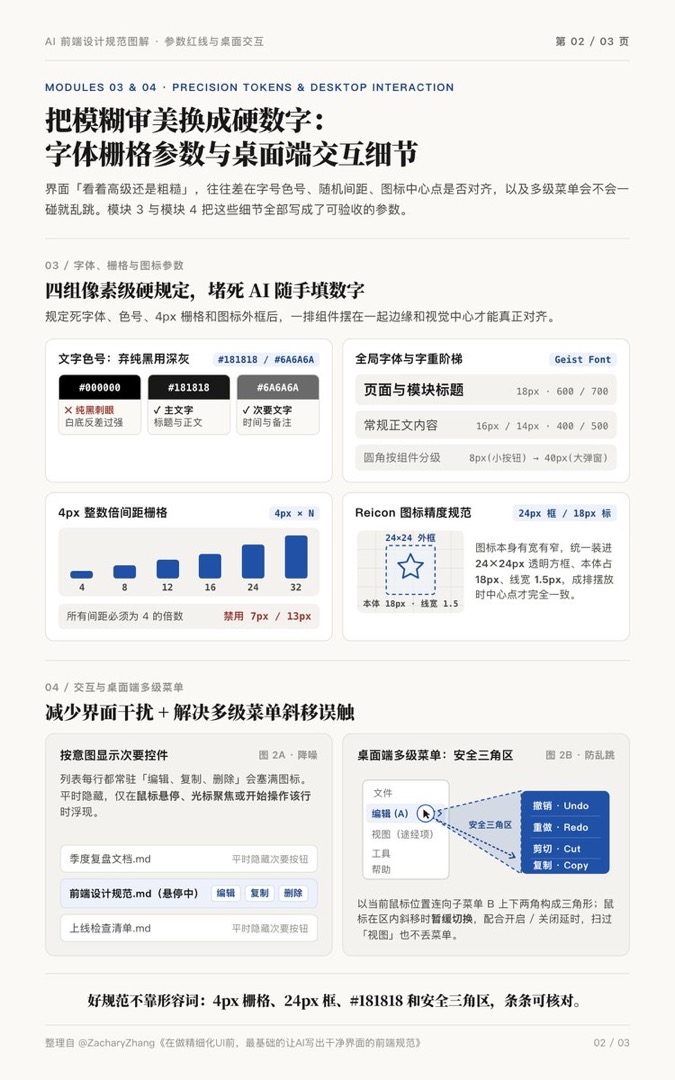 AI 前端设计规范图解 · 参数红线与桌面交互
第 02 / 03 页
MODULES 03 & 04 · PRECISION TOKENS & DESKTOP INTERACTION
把模糊审美换成硬数字：
字体栅格参数与桌面端交互细节
界面「看着高级还是粗糙」，往往差在字号色号、随机间距、图标中心点是否对齐，以及多级菜单会不会一
碰就乱跳。模块 3 与模块 4 把这些细节全部写成了可验收的参数。
03 / 字体、栅格与图标参数
四组像素级硬规定，堵死 AI 随手填数字
规定死字体、色号、4px 栅格和图标外框后，一排组件摆在一起边缘和视觉中心才能真正对齐。
文字色号：弃纯黑用深灰
#181818 / #6A6A6A
#000000
#181818
#6A6A6A
✕ 纯黑刺眼
白底反差过强
✓ 主文字
标题与正文
✓ 次要文字
时间与备注
全局字体与字重阶梯
Geist Font
页面与模块标题
18px · 600 / 700
常规正文内容
16px / 14px · 400 / 500
圆角按组件分级
8px(小按钮) → 40px(大弹窗)
4px 整数倍间距栅格
4px × N
4
8
12
16
24
32
所有间距必须为 4 的倍数
禁用 7px / 13px
Reicon 图标精度规范
24px 框 / 18px 标
24×24 外框
本体 18px · 线宽 1.5
图标本身有宽有窄，统一装进
24×24px 透明方框、本体占
18px、线宽 1.5px，成排摆放
时中心点才完全一致。
04 / 交互与桌面端多级菜单
减少界面干扰 + 解决多级菜单斜移误触
按意图显示次要控件
图 2A · 降噪
列表每行都常驻「编辑、复制、删除」会塞满图标。
平时隐藏，仅在鼠标悬停、光标聚焦或开始操作该行
时浮现。
季度复盘文档.md
平时隐藏次要按钮
前端设计规范.md（悬停中）
编辑
复制
删除
上线检查清单.md
平时隐藏次要按钮
桌面端多级菜单：安全三角区
图 2B · 防乱跳
文件
编辑 (A)
视图（途经项）
工具
帮助
安全三角区
撤销 · Undo
重做 · Redo
剪切 · Cut
复制 · Copy
以当前鼠标位置连向子菜单 B 上下两角构成三角形；鼠
标在区内斜移时暂缓切换，配合开启 / 关闭延时，扫过
「视图」也不丢菜单。
好规范不靠形容词：4px 栅格、24px 框、#181818 和安全三角区，条条可核对。
整理自 @ZacharyZhang《在做精细化UI前，最基础的让AI写出干净界面的前端规范》
02 / 03